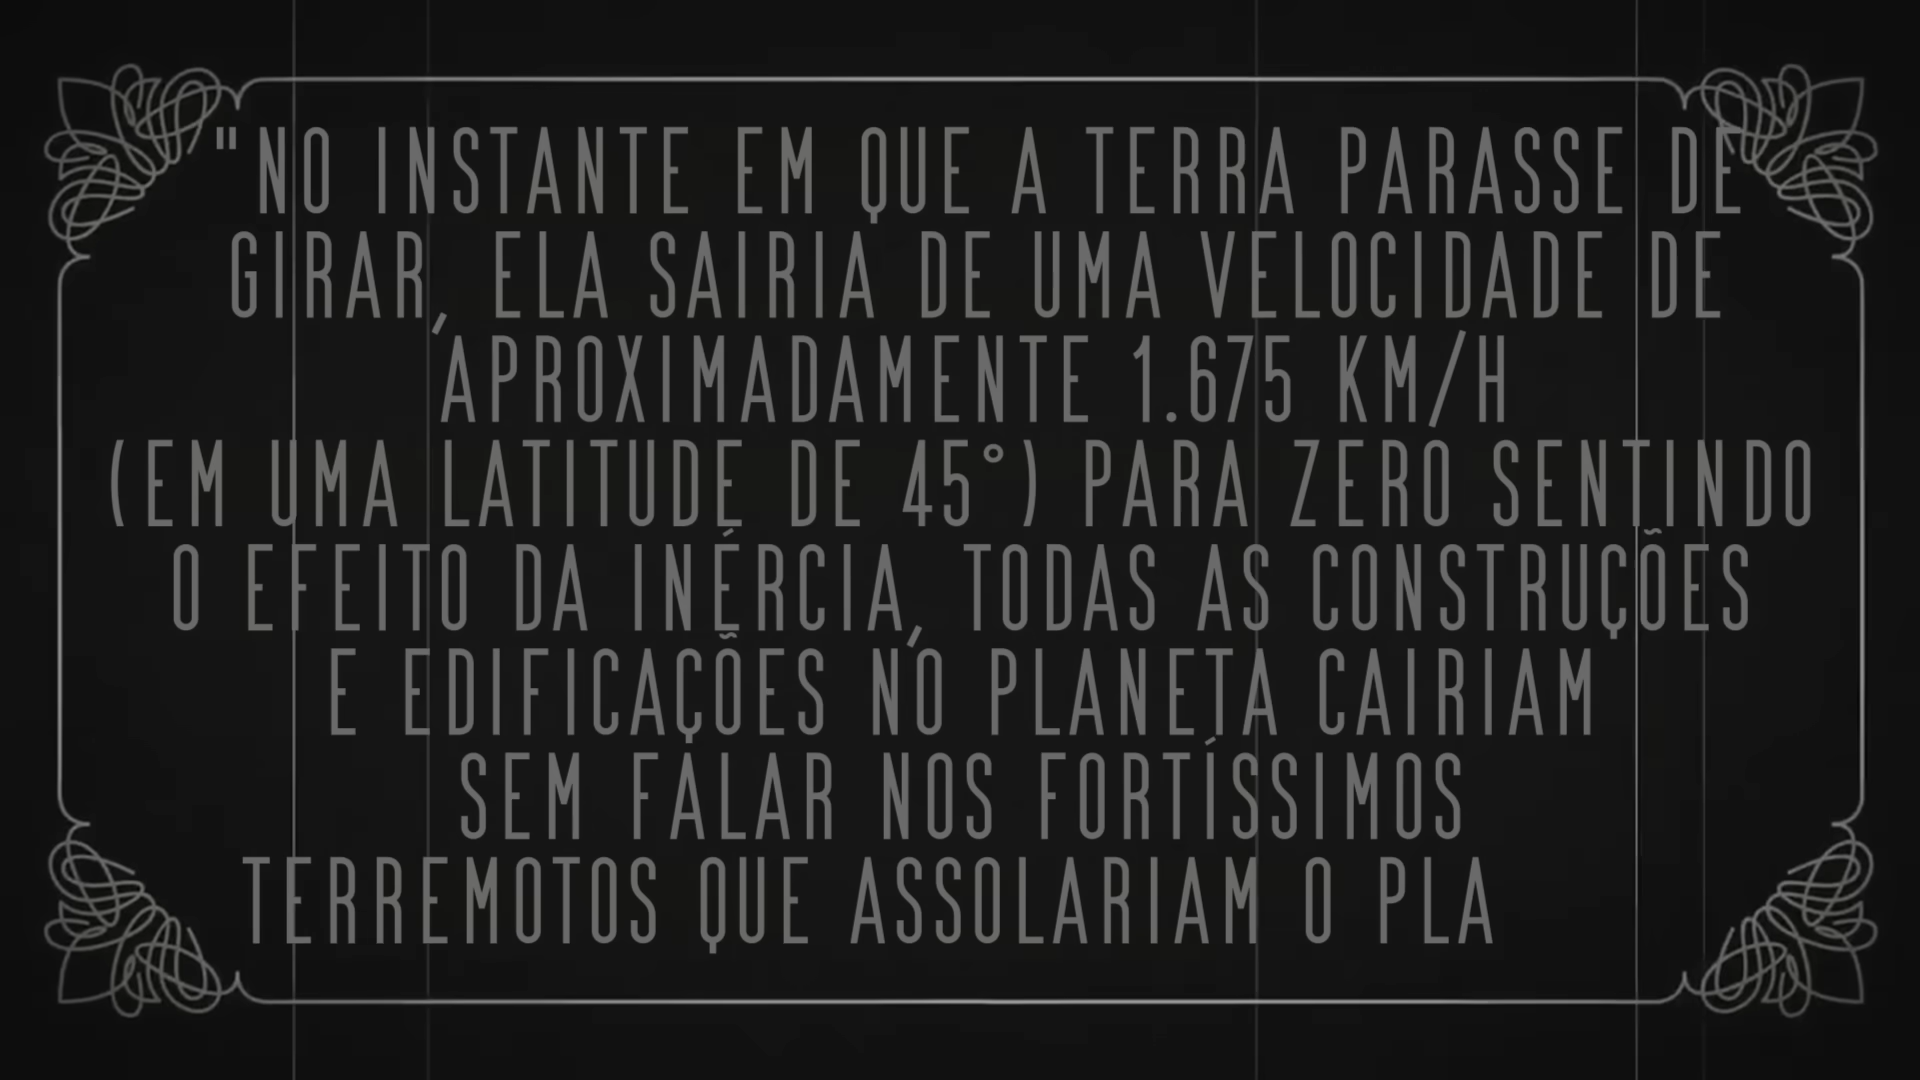 "NO INSTANTE EM QUE A TERRA PARASSE DE
GIRAR, ELA SAIRIA DE UMA VELOCIDADE DE
APROXIMADAMENTE 1.675 KM/H
(EM UMA LATITUDE DE 45°) PARA ZERO SENTINDO
O EFEITO DA INÉRCIA, TODAS AS CONSTRUÇÕES
E EDIFICAÇÕES NO PLANETA CAIRIAM
SEM FALAR NOS FORTÍSSIMOS
TERREMOTOS QUE ASSOLARIAM O PLA